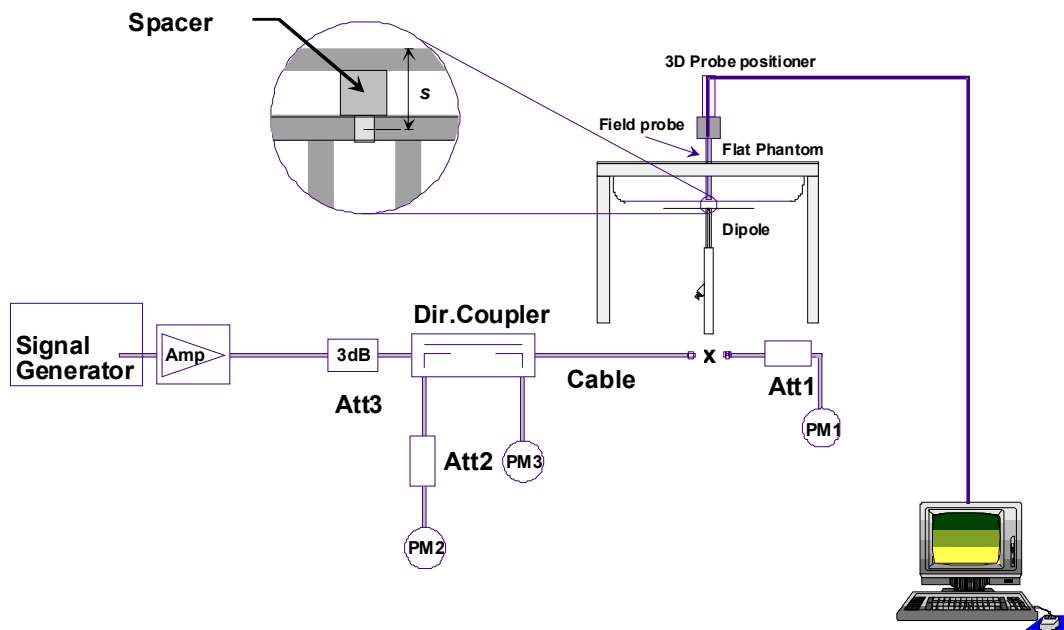 Spacer
s
3D Probe positioner
Field probe
Flat Phantom
Dipole
Signal
Generator
Amp
3dB
Att3
Dir.Coupler
Cable
x
Att1
PM1
Att2
PM3
PM2